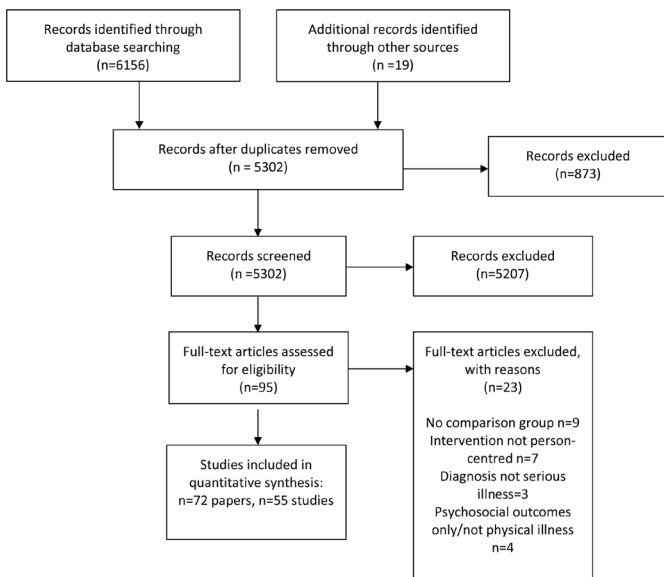 Records identified through
database searching
(n=6156)
Additional records identified
through other sources
(n =19)
Records after duplicates removed
(n = 5302)
Records excluded
(n=873)
Records screened
(n =5302)
Records excluded
(n=5207)
Full-text articles assessed
for eligibility
(n=95)
Full-text articles excluded,
with reasons
(n=23)
No comparison group n=9
Intervention not person-
centred n=7
Diagnosis not serious
illness=3
Psychosocial outcomes
only/not physical illness
n=4
Studies included in
quantitative synthesis:
n=72 papers, n=55 studies